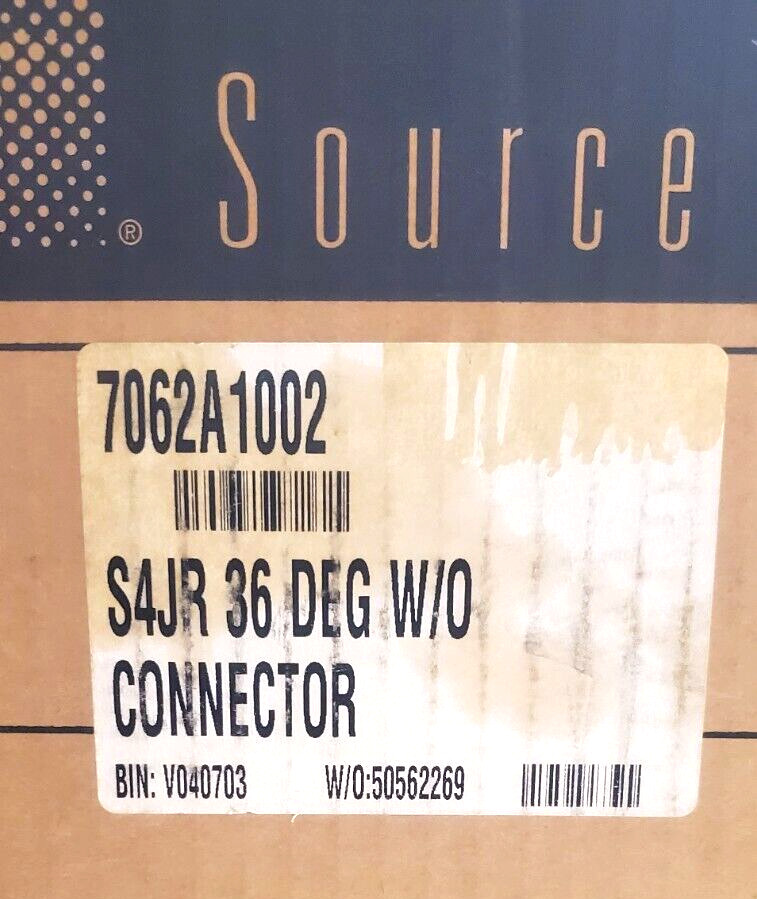 ® Source
7062A1002
S4JR 36 DEG W/O
CONNECTOR
BIN: V040703 W/O:50562269